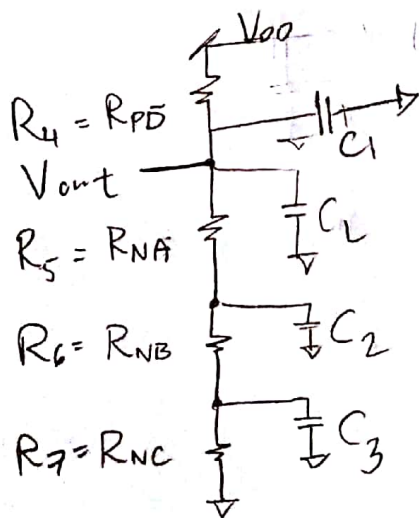 VDD
R4 = RPD̄
C1
Vout
CL
R5 = RNA
C2
R6 = RNB
C3
R7 = RNC